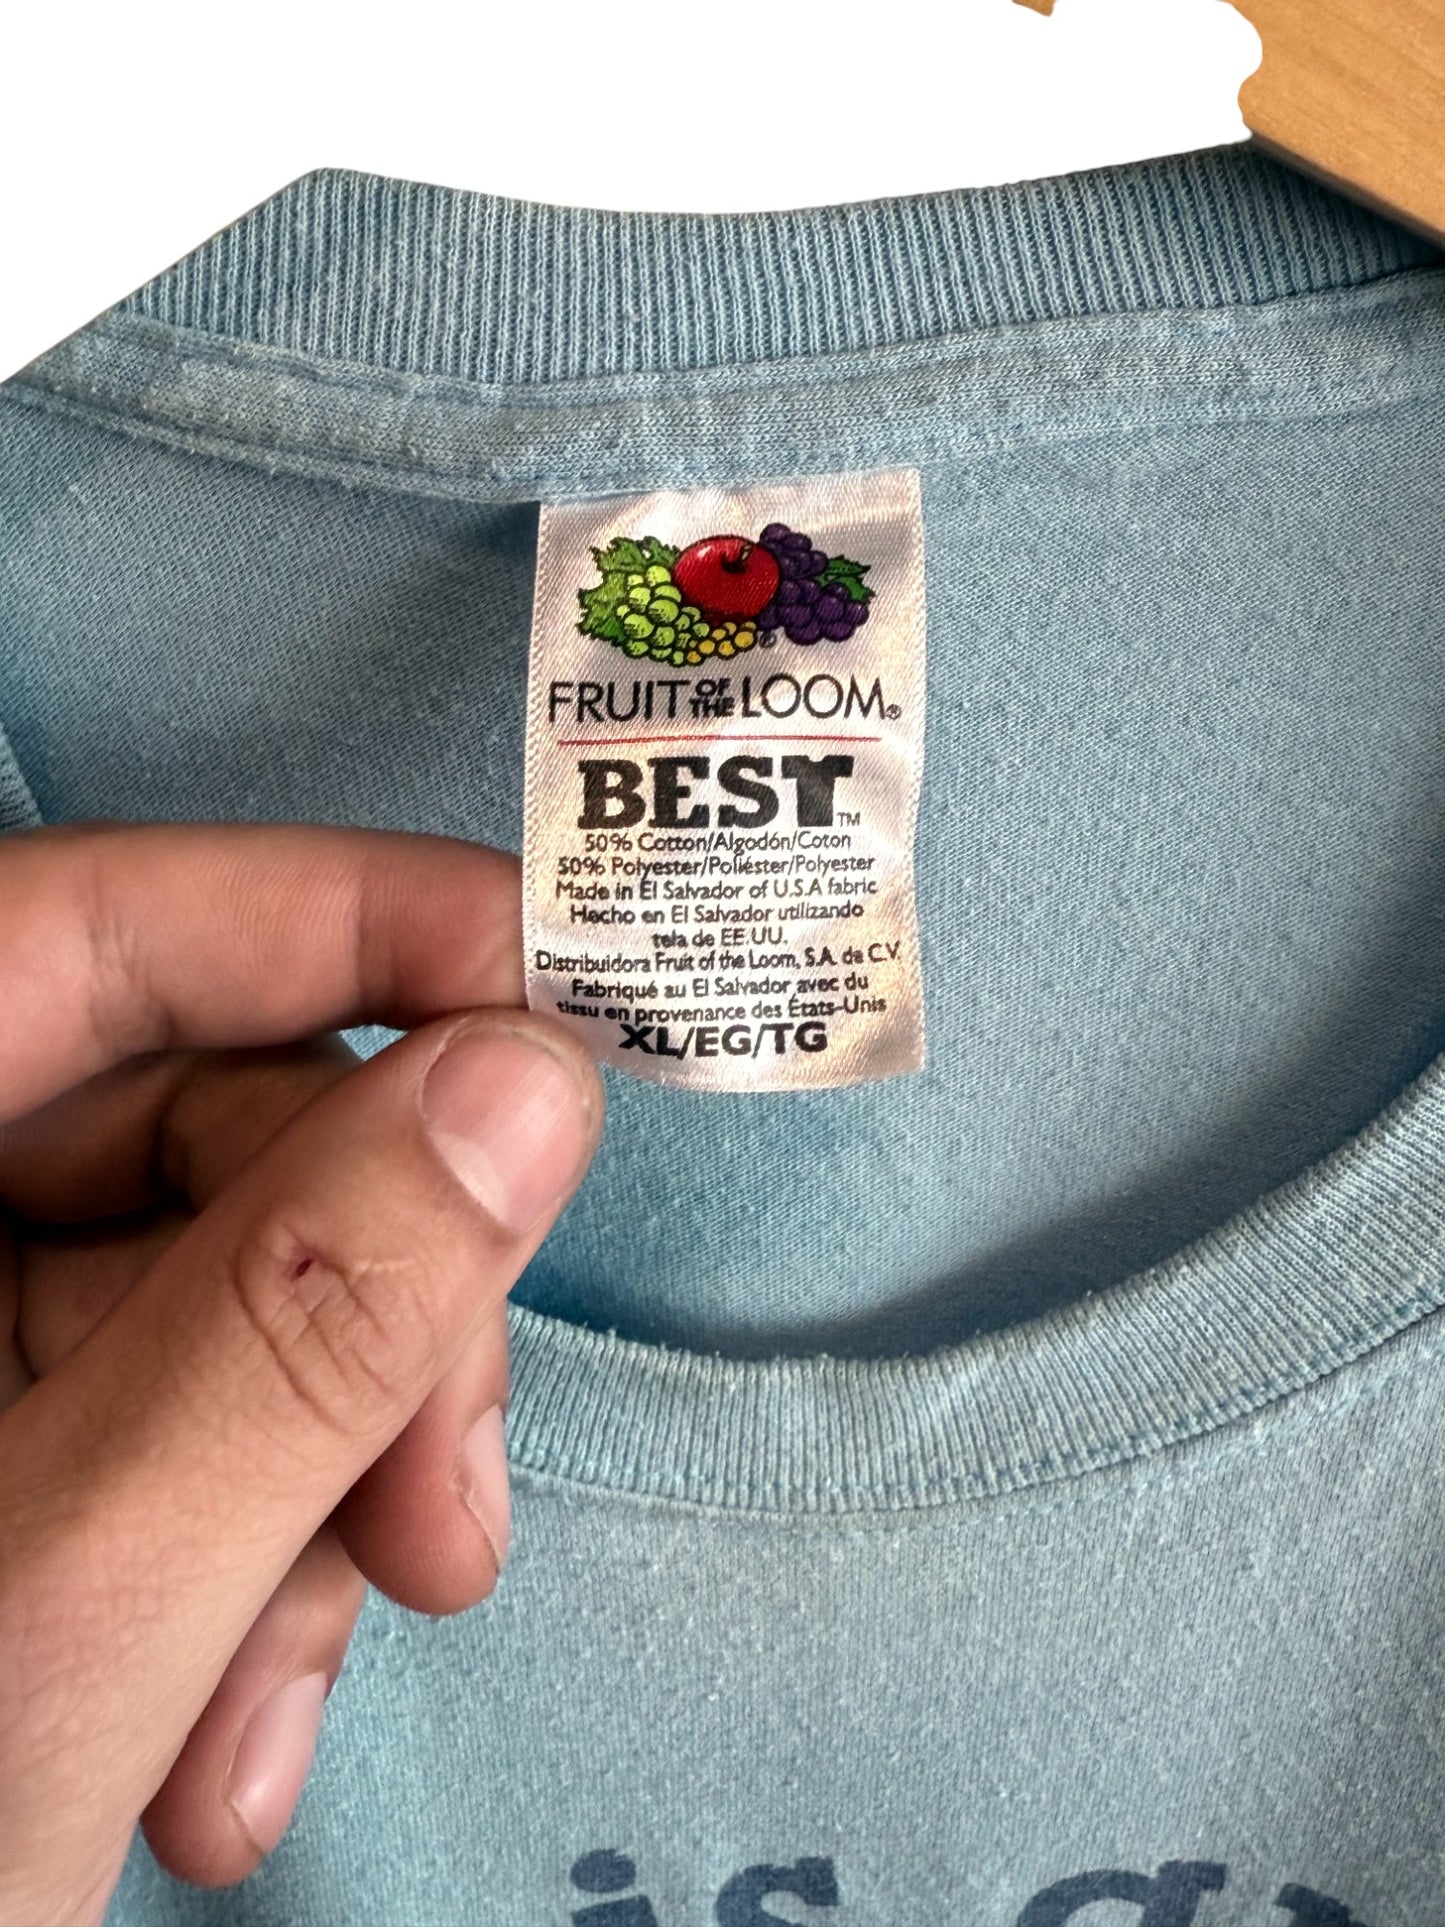 FRUIT OF THE LOOM®
BEST™
50% Cotton/Algodón/Coton
50% Polyester/Poliéster/Polyester
Made in El Salvador of U.S.A fabric
Hecho en El Salvador utilizando
tela de EE.UU.
Distribuidora Fruit of the Loom, S.A. de C.V.
Fabriqué au El Salvador avec du
tissu en provenance des États-Unis
XL/EG/TG
is